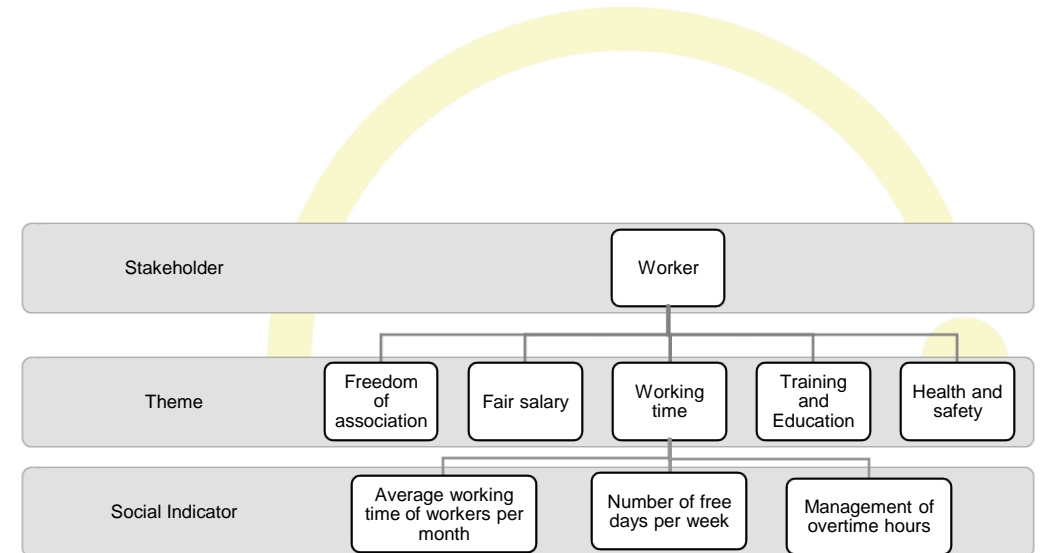 Stakeholder
Worker
Theme
Freedom
of
association
Fair salary
Working
time
Training
and
Education
Health and
safety
Social Indicator
Average working
time of workers per
month
Number of free
days per week
Management of
overtime hours